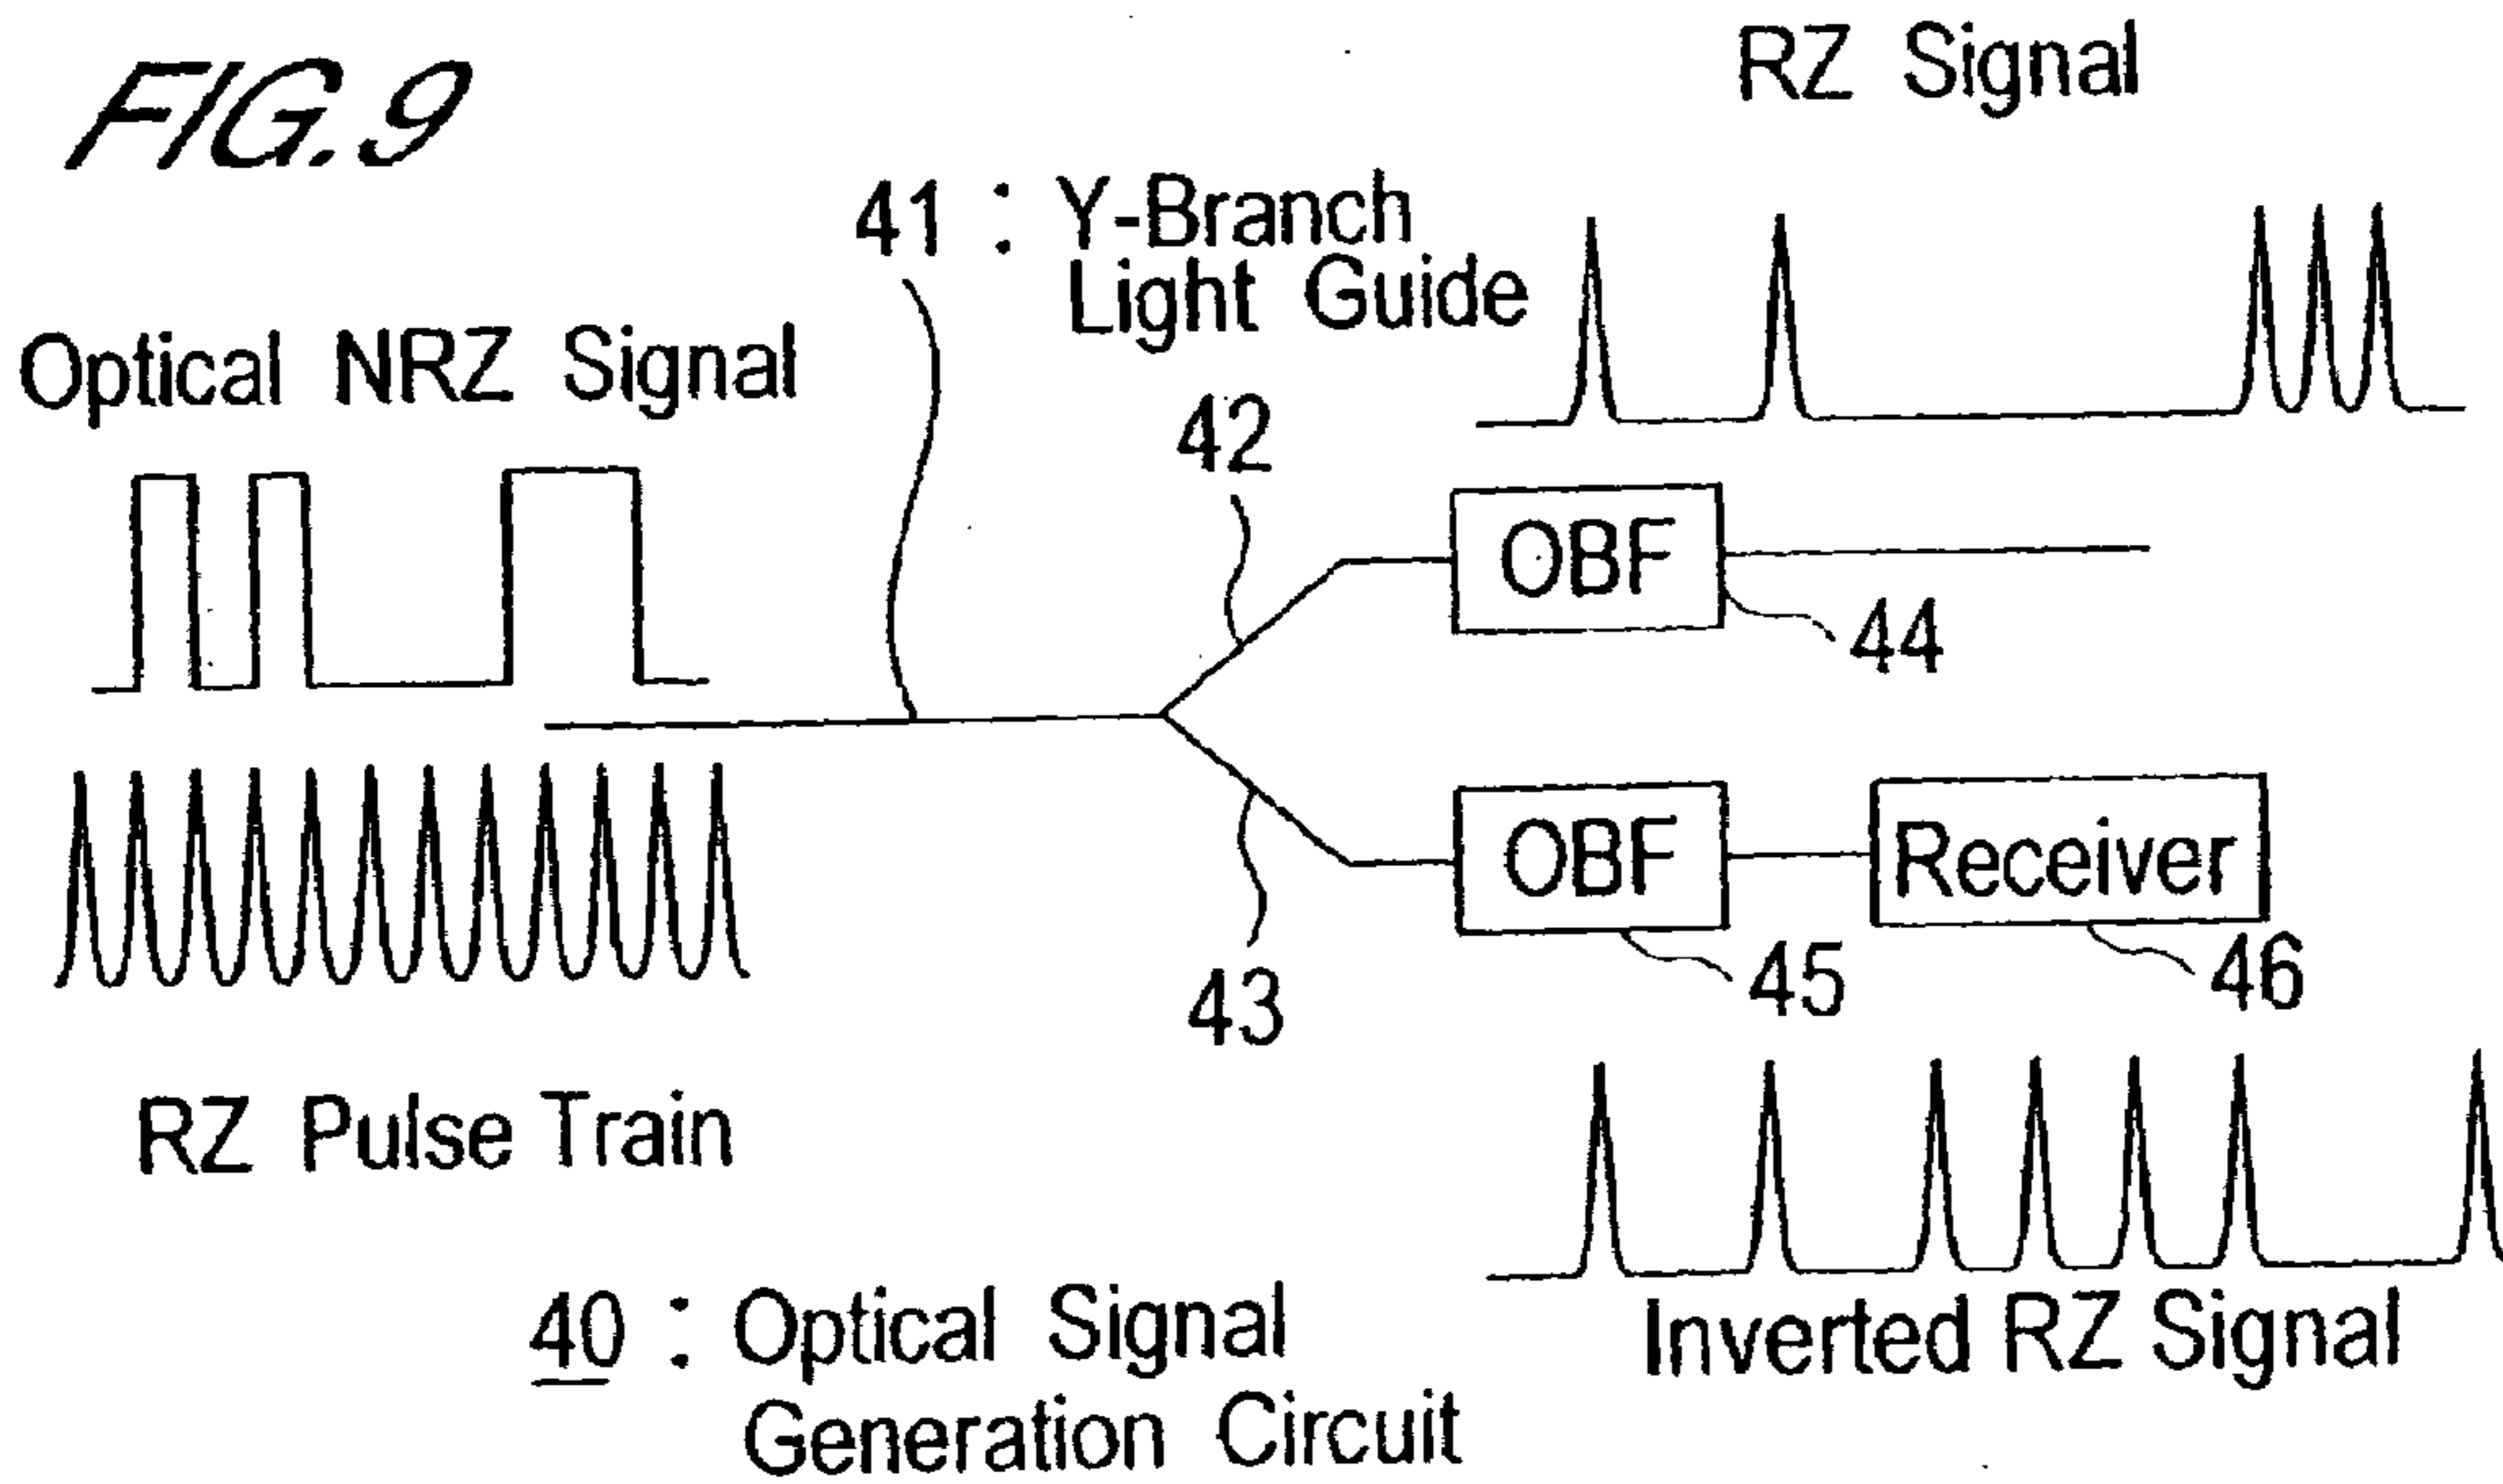 FIG.9
RZ Signal
41 : Y-Branch
Light Guide
Optical NRZ Signal
42
OBF
44
OBF
Receiver
45
46
43
RZ Pulse Train
Inverted RZ Signal
40 : Optical Signal
Generation Circuit